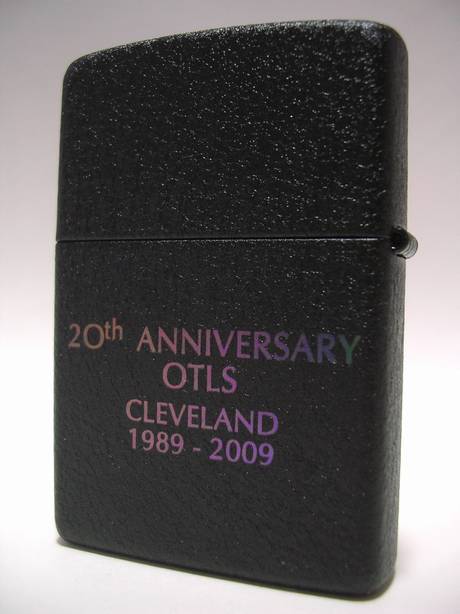 20th ANNIVERSARY
OTLS
CLEVELAND
1989 - 2009